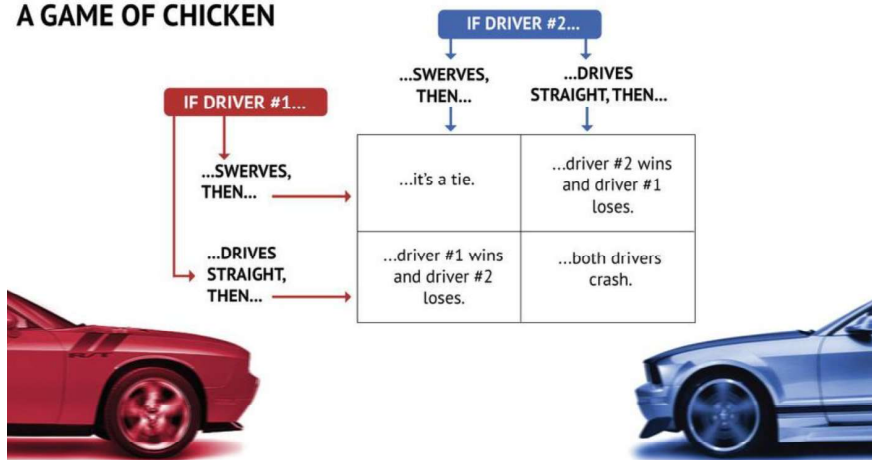 A GAME OF CHICKEN
IF DRIVER #2...
...SWERVES,
THEN...
...DRIVES
STRAIGHT, THEN...
IF DRIVER #1...
...SWERVES,
THEN...
...it's a tie.
...driver #2 wins
and driver #1
loses.
...DRIVES
STRAIGHT,
THEN...
...driver #1 wins
and driver #2
loses.
...both drivers
crash.
R/T